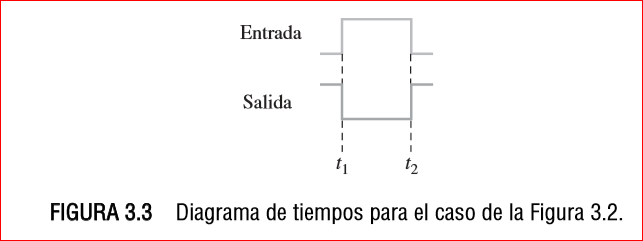 Entrada
Salida
t1 t2
FIGURA 3.3 Diagrama de tiempos para el caso de la Figura 3.2.